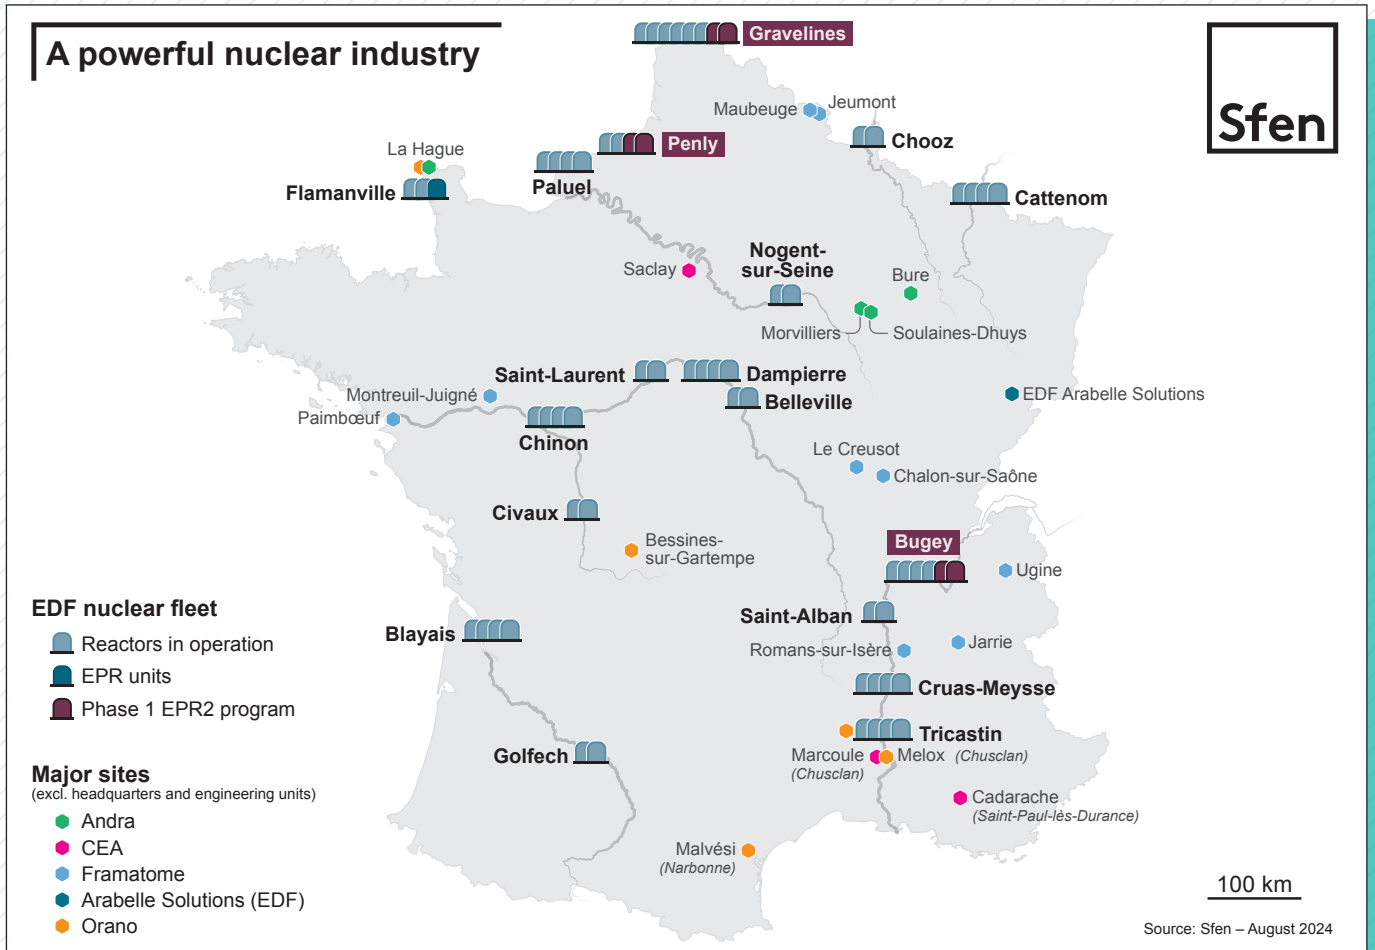 A powerful nuclear industry
Sfen
Gravelines
Maubeuge
Jeumont
Chooz
Penly
La Hague
Paluel
Flamanville
Cattenom
Nogent-
sur-Seine
Saclay
Bure
Morvilliers
Soulaines-Dhuys
Saint-Laurent
Dampierre
Montreuil-Juigné
EDF Arabelle Solutions
Belleville
Paimbœuf
Chinon
Le Creusot
Chalon-sur-Saône
Civaux
Bessines-
sur-Gartempe
Bugey
Ugine
EDF nuclear fleet
Reactors in operation
EPR units
Phase 1 EPR2 program
Saint-Alban
Blayais
Romans-sur-Isère
Jarrie
Cruas-Meysse
Tricastin
Golfech
Marcoule
(Chusclan)
Melox (Chusclan)
Cadarache
(Saint-Paul-lès-Durance)
Malvési
(Narbonne)
Major sites
(excl. headquarters and engineering units)
Andra
CEA
Framatome
Arabelle Solutions (EDF)
Orano
100 km
Source: Sfen – August 2024